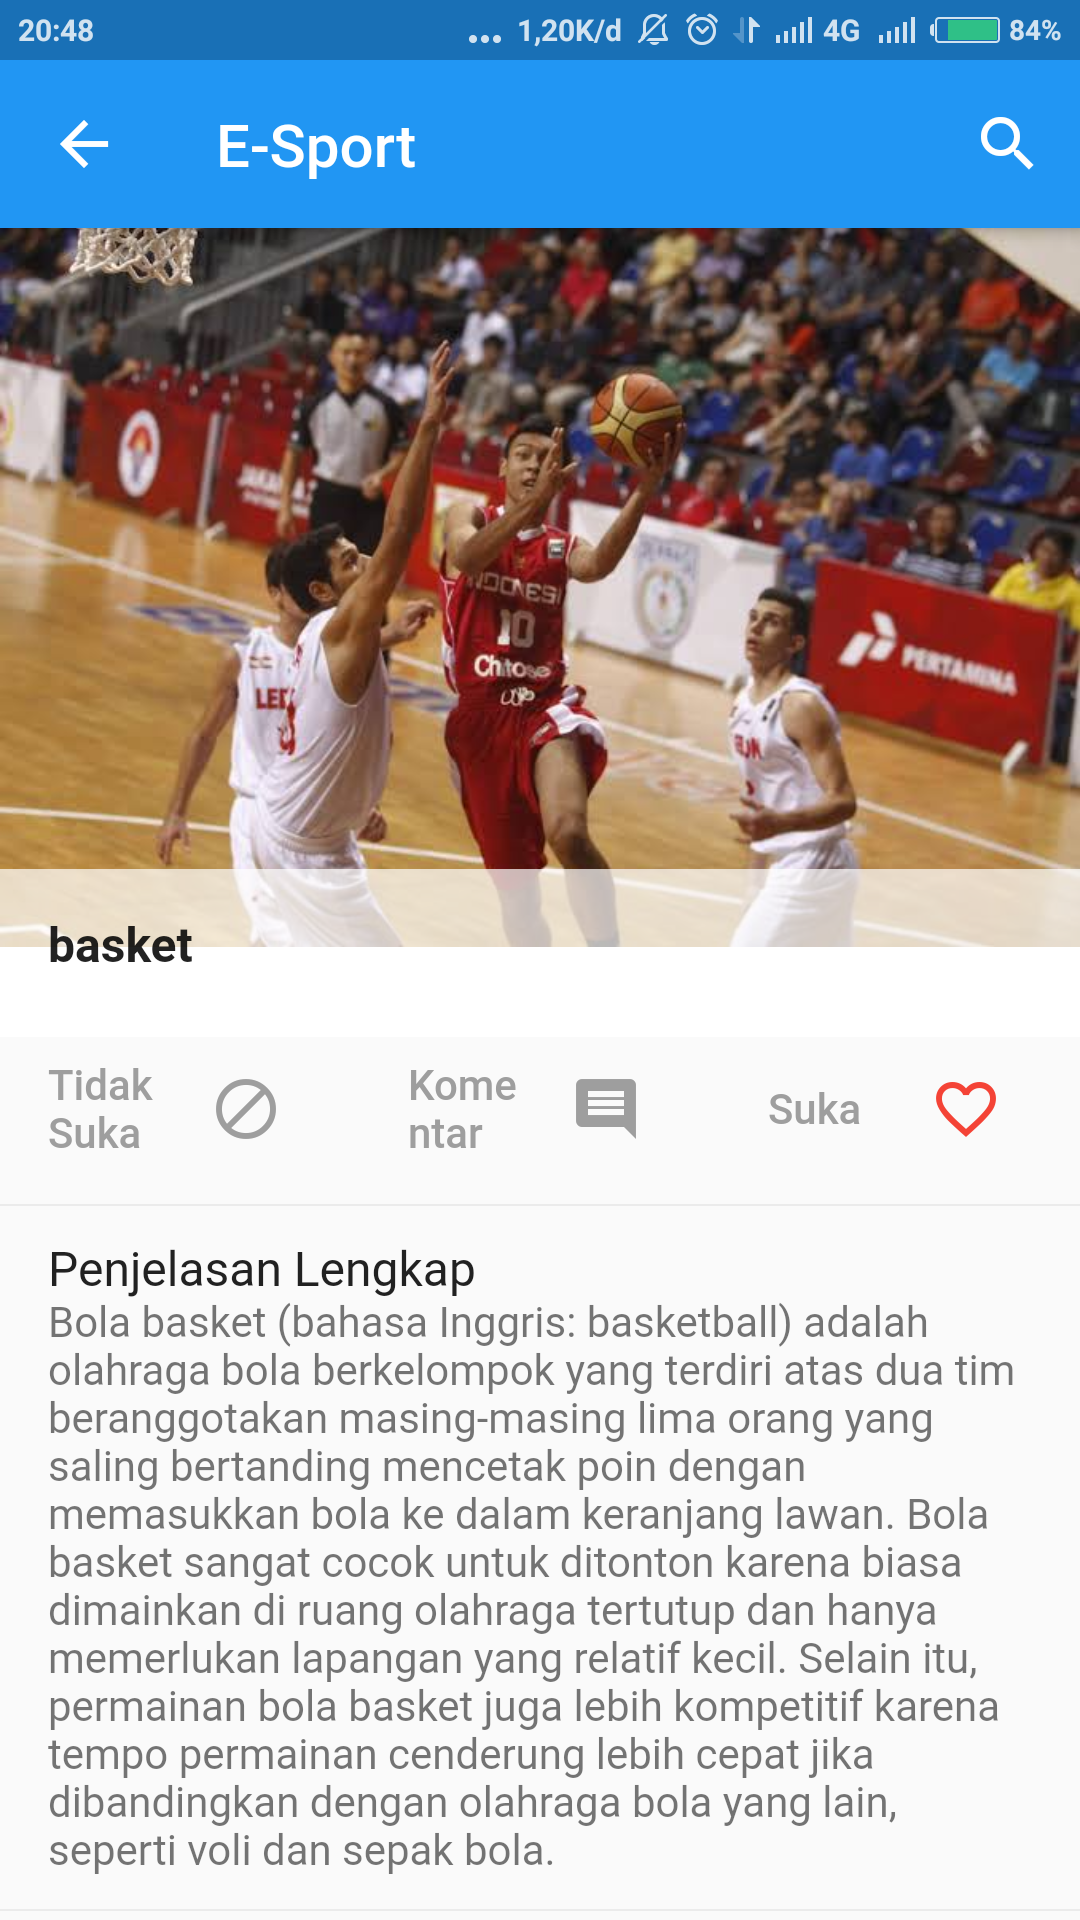 20:48
... 1,20K/d 4G 84%
E-Sport
INDONESI
10
Chitose
PERTAMINA
basket
Tidak
Suka
Kome
ntar
Suka
Penjelasan Lengkap
Bola basket (bahasa Inggris: basketball) adalah
olahraga bola berkelompok yang terdiri atas dua tim
beranggotakan masing-masing lima orang yang
saling bertanding mencetak poin dengan
memasukkan bola ke dalam keranjang lawan. Bola
basket sangat cocok untuk ditonton karena biasa
dimainkan di ruang olahraga tertutup dan hanya
memerlukan lapangan yang relatif kecil. Selain itu,
permainan bola basket juga lebih kompetitif karena
tempo permainan cenderung lebih cepat jika
dibandingkan dengan olahraga bola yang lain,
seperti voli dan sepak bola.